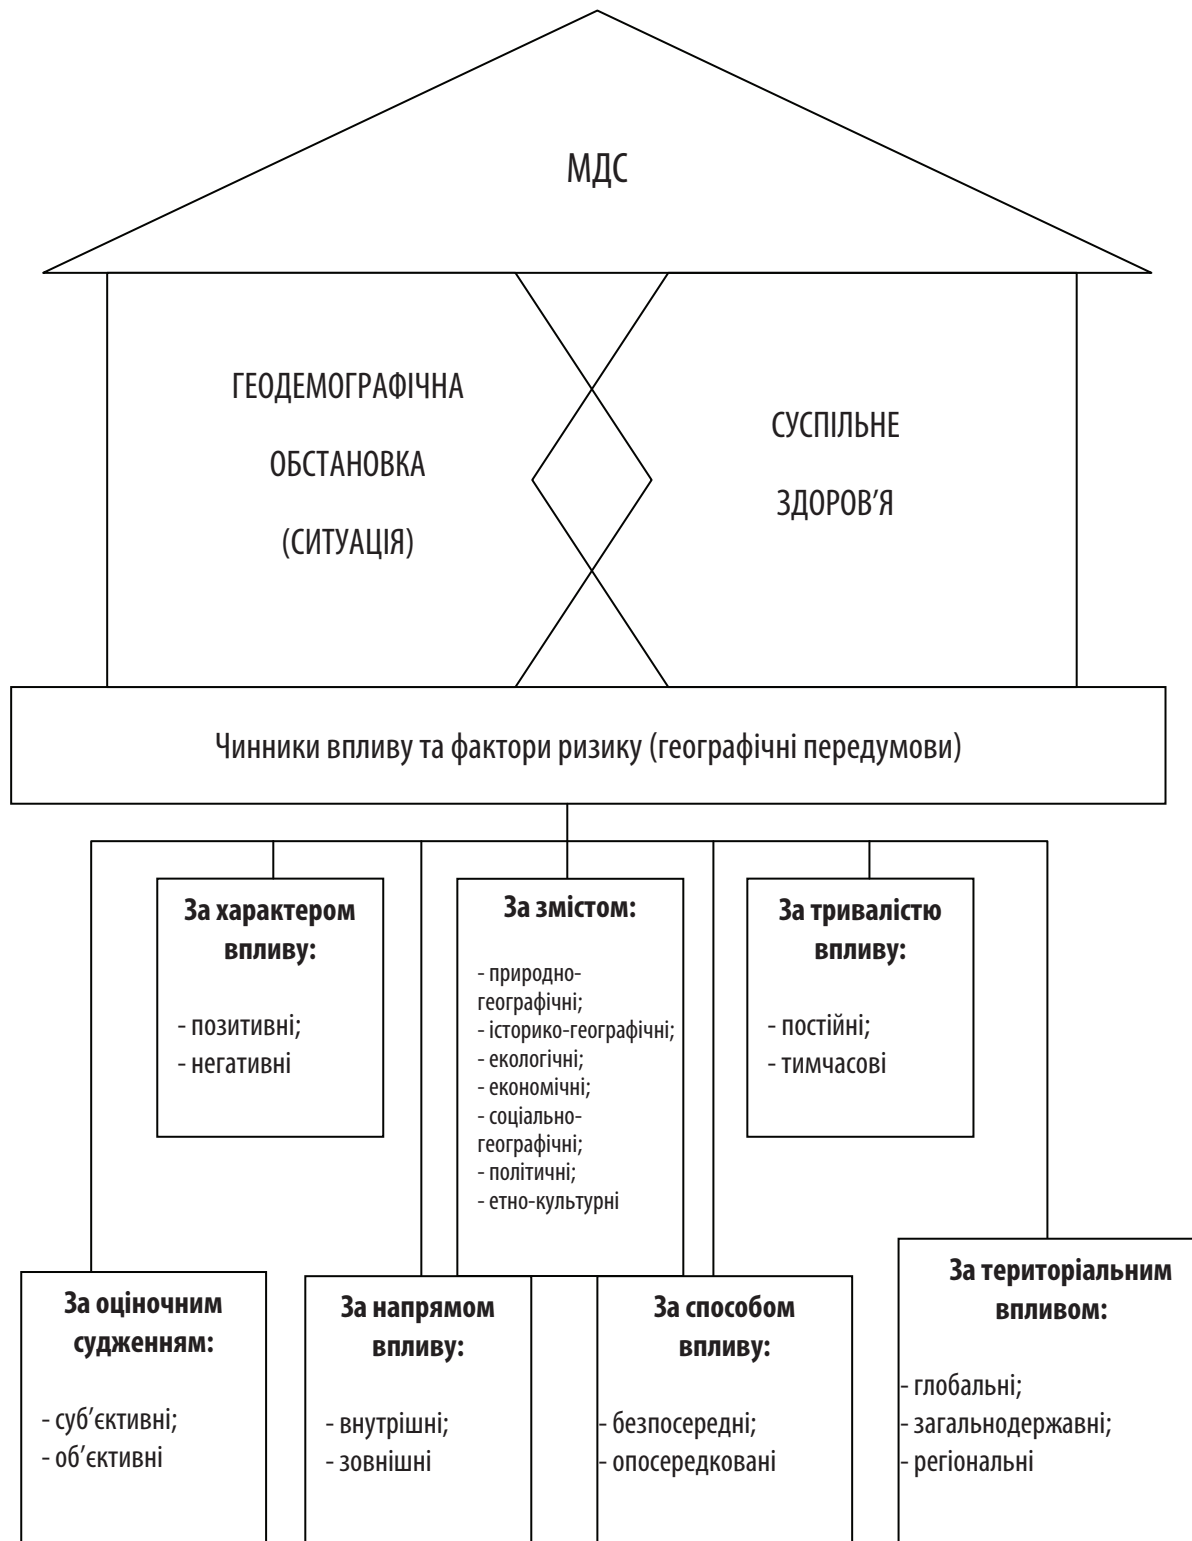 МДС
ГЕОДЕМОГРАФІЧНА
ОБСТАНОВКА
(СИТУАЦІЯ)
СУСПІЛЬНЕ
ЗДОРОВ’Я
Чинники впливу та фактори ризику (географічні передумови)
За характером
впливу:
- позитивні;
- негативні
За змістом:
- природно-
географічні;
- історико-географічні;
- екологічні;
- економічні;
- соціально-
географічні;
- політичні;
- етно-культурні
За тривалістю
впливу:
- постійні;
- тимчасові
За оціночним
судженням:
- суб’єктивні;
- об’єктивні
За напрямом
впливу:
- внутрішні;
- зовнішні
За способом
впливу:
- безпосередні;
- опосередковані
За територіальним
впливом:
- глобальні;
- загальнодержавні;
- регіональні